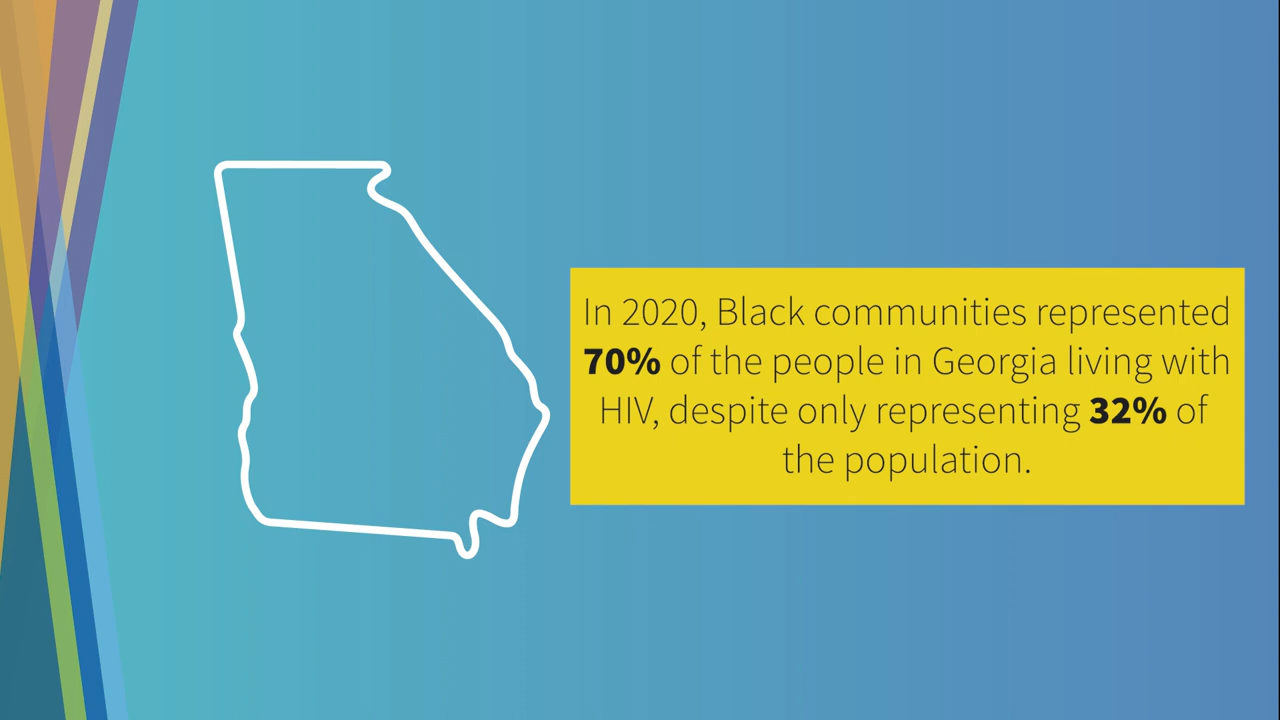 In 2020, Black communities represented
70% of the people in Georgia living with
HIV, despite only representing 32% of
the population.